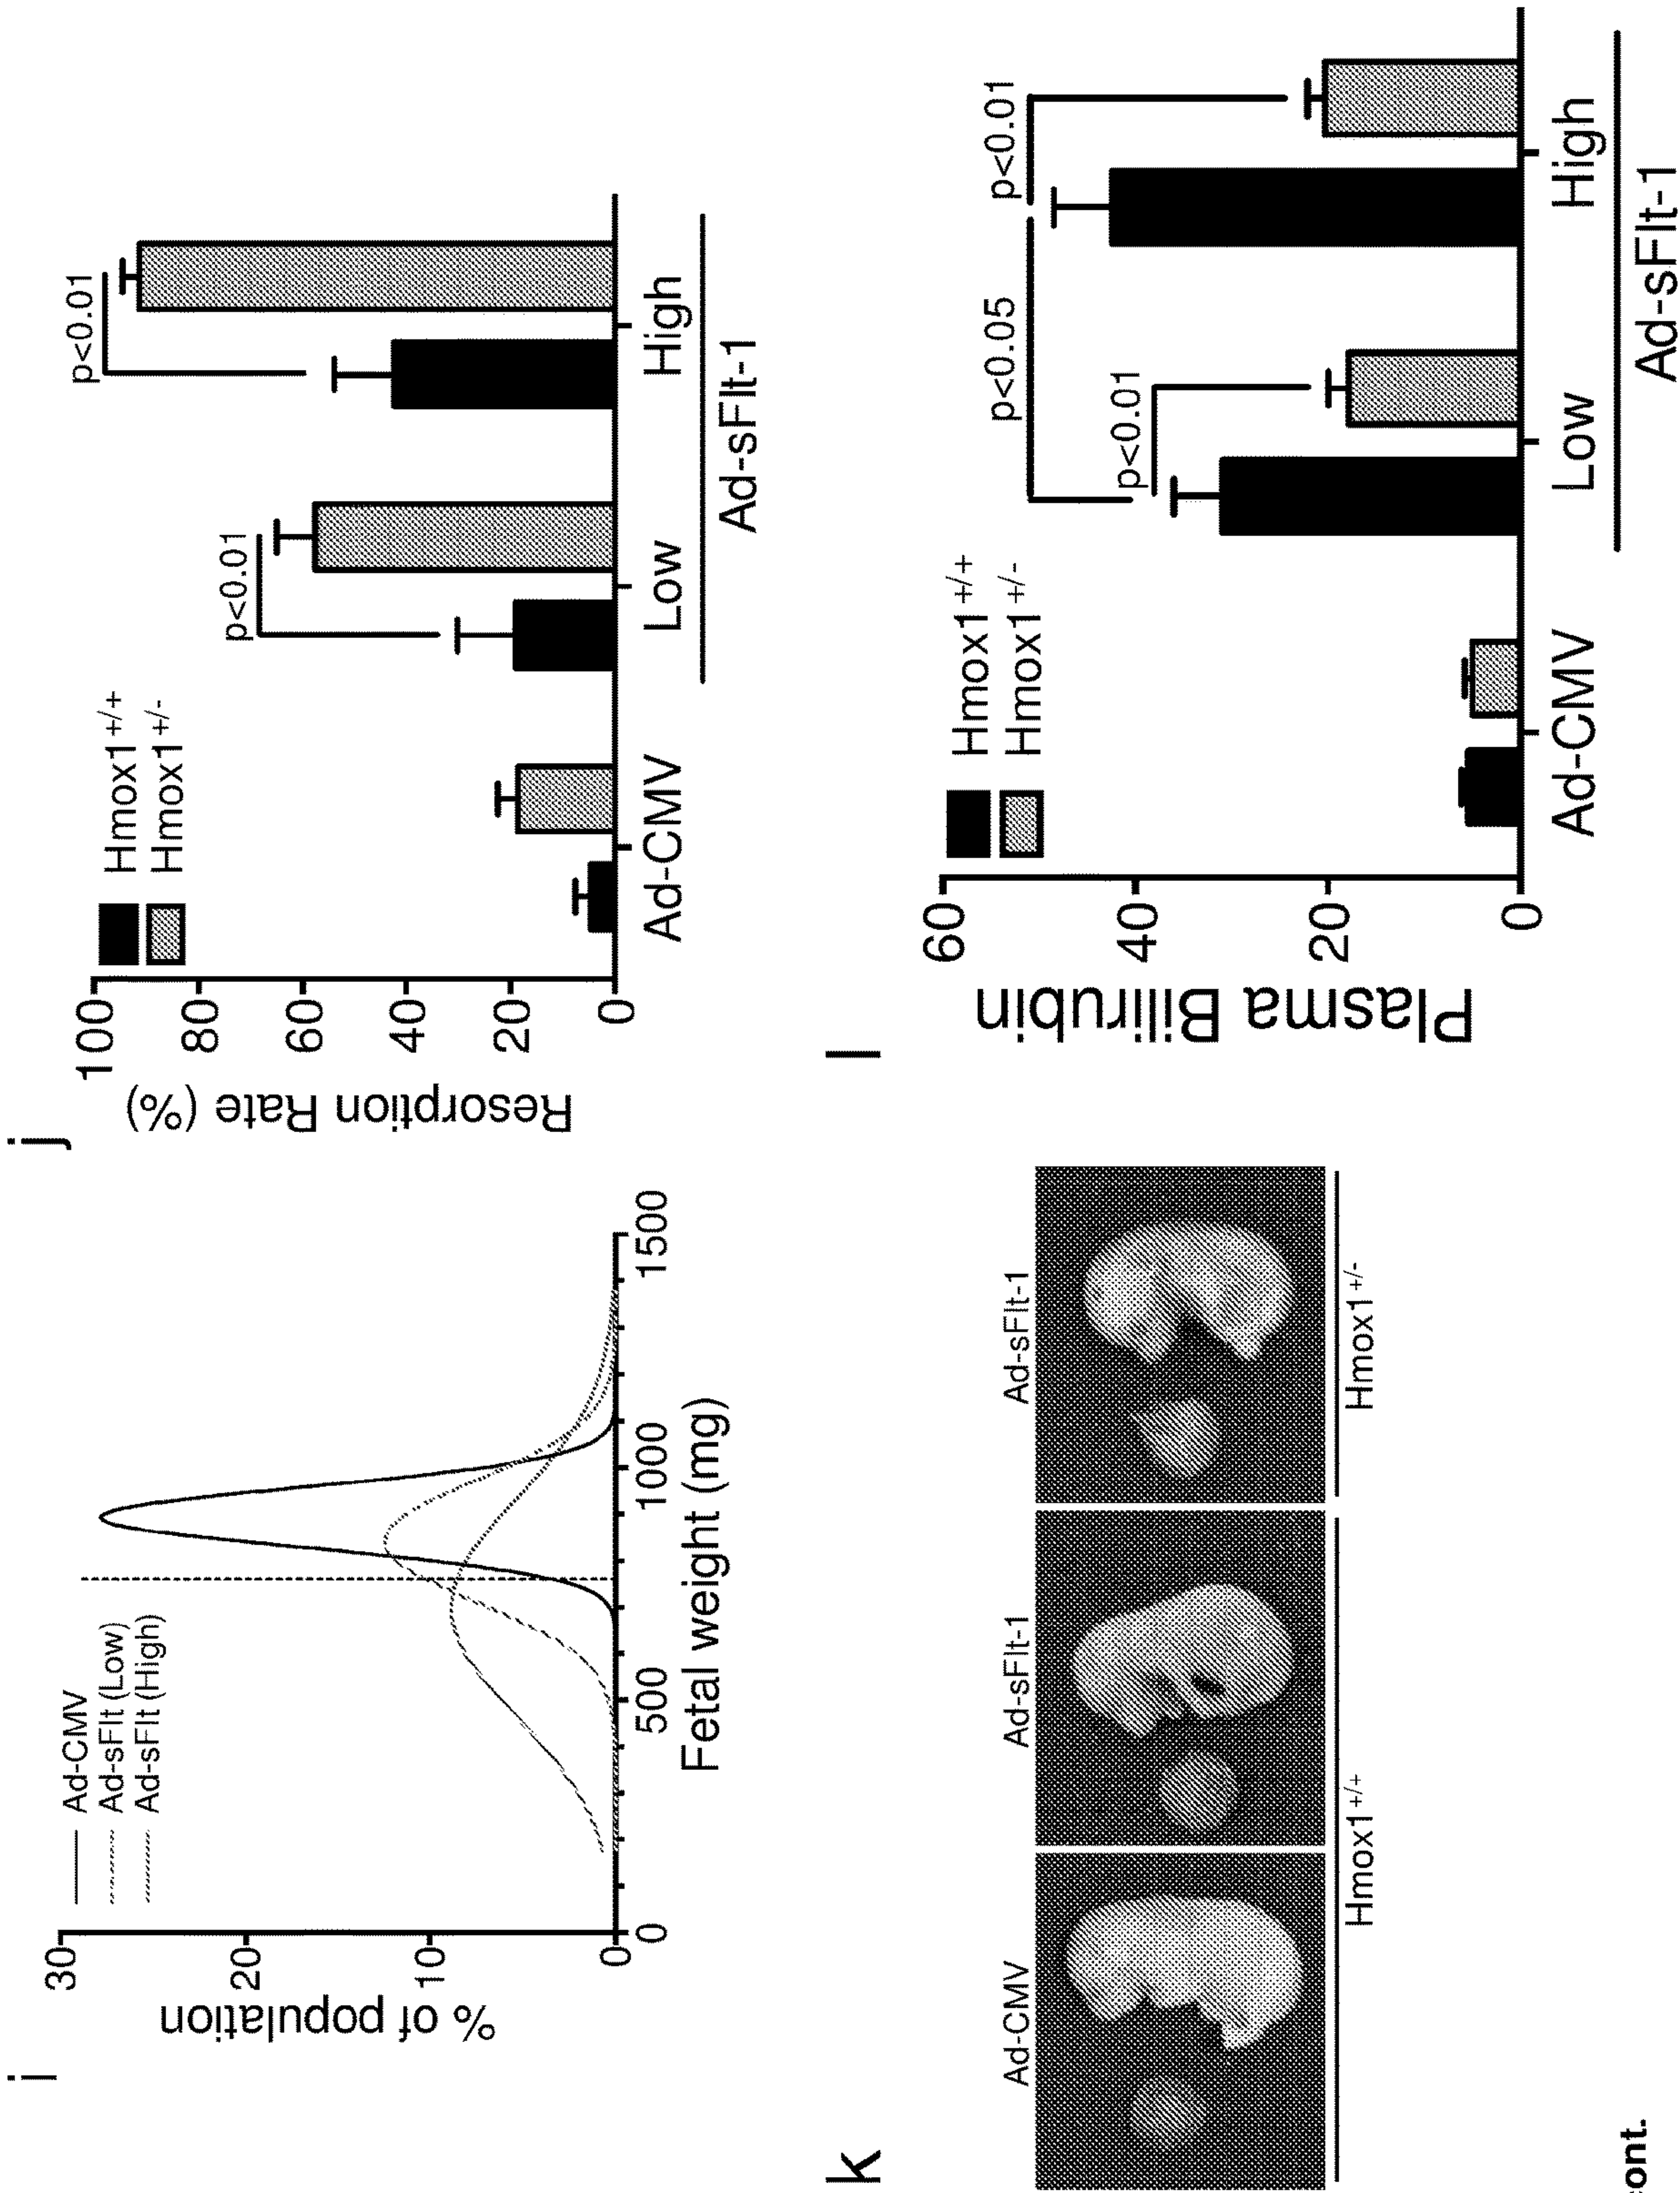 i
30
20
10
0
% of population
Ad-CMV
Ad-sFlt (Low)
Ad-sFlt (High)
0
500
1000
1500
Fetal weight (mg)
j
100
80
60
40
20
0
Resorption Rate (%)
Hmox1+/+
Hmox1+/-
p<0.01
p<0.01
Ad-CMV
Low
High
Ad-sFlt-1
k
Ad-CMV
Ad-sFlt-1
Ad-sFlt-1
Hmox1+/+
Hmox1+/-
l
60
40
20
0
Plasma Bilirubin
Hmox1+/+
Hmox1+/-
p<0.05
p<0.01
p<0.01
Ad-CMV
Low
High
Ad-sFlt-1
cont.